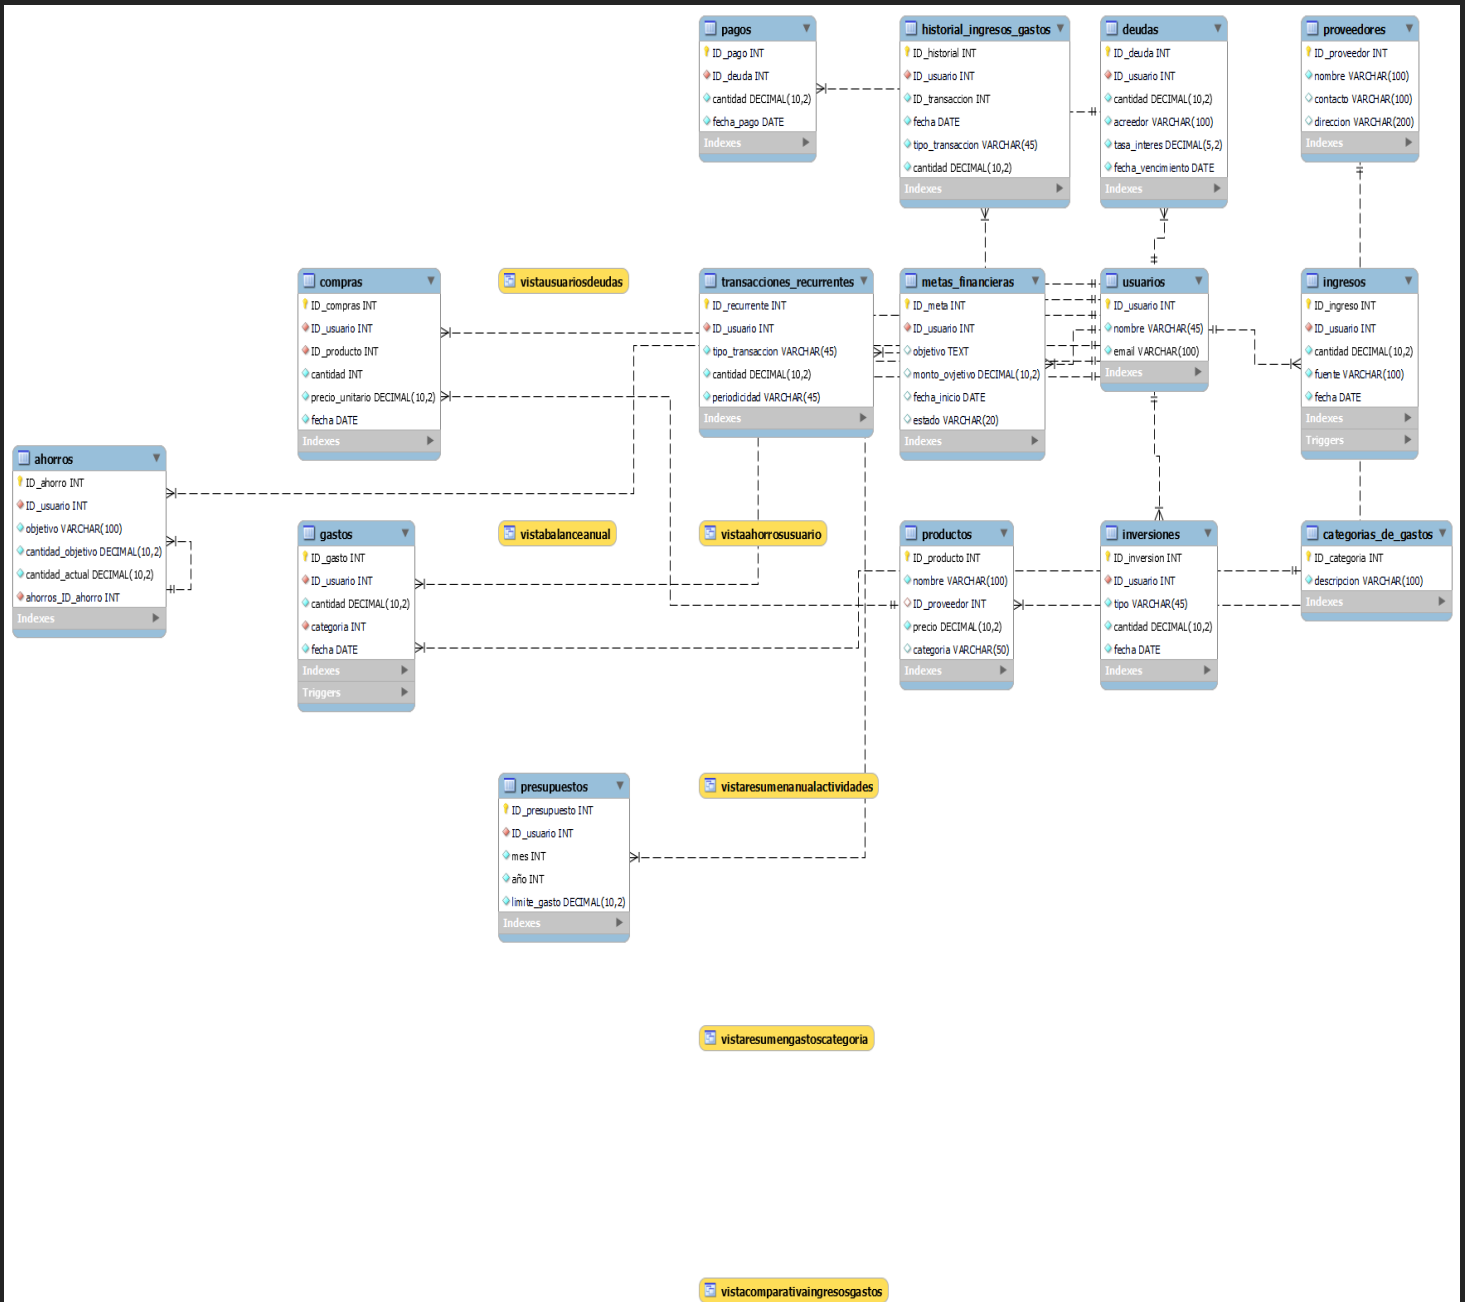 pagos
ID_pago INT
ID_deuda INT
cantidad DECIMAL(10,2)
fecha_pago DATE
Indexes
historial_ingresos_gastos
ID_historial INT
ID_usuario INT
ID_transaccion INT
fecha DATE
tipo_transaccion VARCHAR(45)
cantidad DECIMAL(10,2)
Indexes
deudas
ID_deuda INT
ID_usuario INT
cantidad DECIMAL(10,2)
acreedor VARCHAR(100)
tasa_interes DECIMAL(5,2)
fecha_vencimiento DATE
Indexes
proveedores
ID_proveedor INT
nombre VARCHAR(100)
contacto VARCHAR(100)
direccion VARCHAR(200)
Indexes
compras
ID_compras INT
ID_usuario INT
ID_producto INT
cantidad INT
precio_unitario DECIMAL(10,2)
fecha DATE
Indexes
vistausuariosdeudas
transacciones_recurrentes
ID_recurrente INT
ID_usuario INT
tipo_transaccion VARCHAR(45)
cantidad DECIMAL(10,2)
periodicidad VARCHAR(45)
Indexes
metas_financieras
ID_meta INT
ID_usuario INT
objetivo TEXT
monto_ovjetivo DECIMAL(10,2)
fecha_inicio DATE
estado VARCHAR(20)
Indexes
usuarios
ID_usuario INT
nombre VARCHAR(45)
email VARCHAR(100)
Indexes
ingresos
ID_ingreso INT
ID_usuario INT
cantidad DECIMAL(10,2)
fuente VARCHAR(100)
fecha DATE
Indexes
Triggers
ahorros
ID_ahorro INT
ID_usuario INT
objetivo VARCHAR(100)
cantidad_objetivo DECIMAL(10,2)
cantidad_actual DECIMAL(10,2)
ahorros_ID_ahorro INT
Indexes
gastos
ID_gasto INT
ID_usuario INT
cantidad DECIMAL(10,2)
categoria INT
fecha DATE
Indexes
Triggers
vistabalanceanual
vistaahorrosusuario
productos
ID_producto INT
nombre VARCHAR(100)
ID_proveedor INT
precio DECIMAL(10,2)
categoria VARCHAR(50)
Indexes
inversiones
ID_inversion INT
ID_usuario INT
tipo VARCHAR(45)
cantidad DECIMAL(10,2)
fecha DATE
Indexes
categorias_de_gastos
ID_categoria INT
descripcion VARCHAR(100)
Indexes
presupuestos
ID_presupuesto INT
ID_usuario INT
mes INT
año INT
limite_gasto DECIMAL(10,2)
Indexes
vistaresumenanualactividades
vistaresumengastoscategoria
vistacomparativaingresosgastos